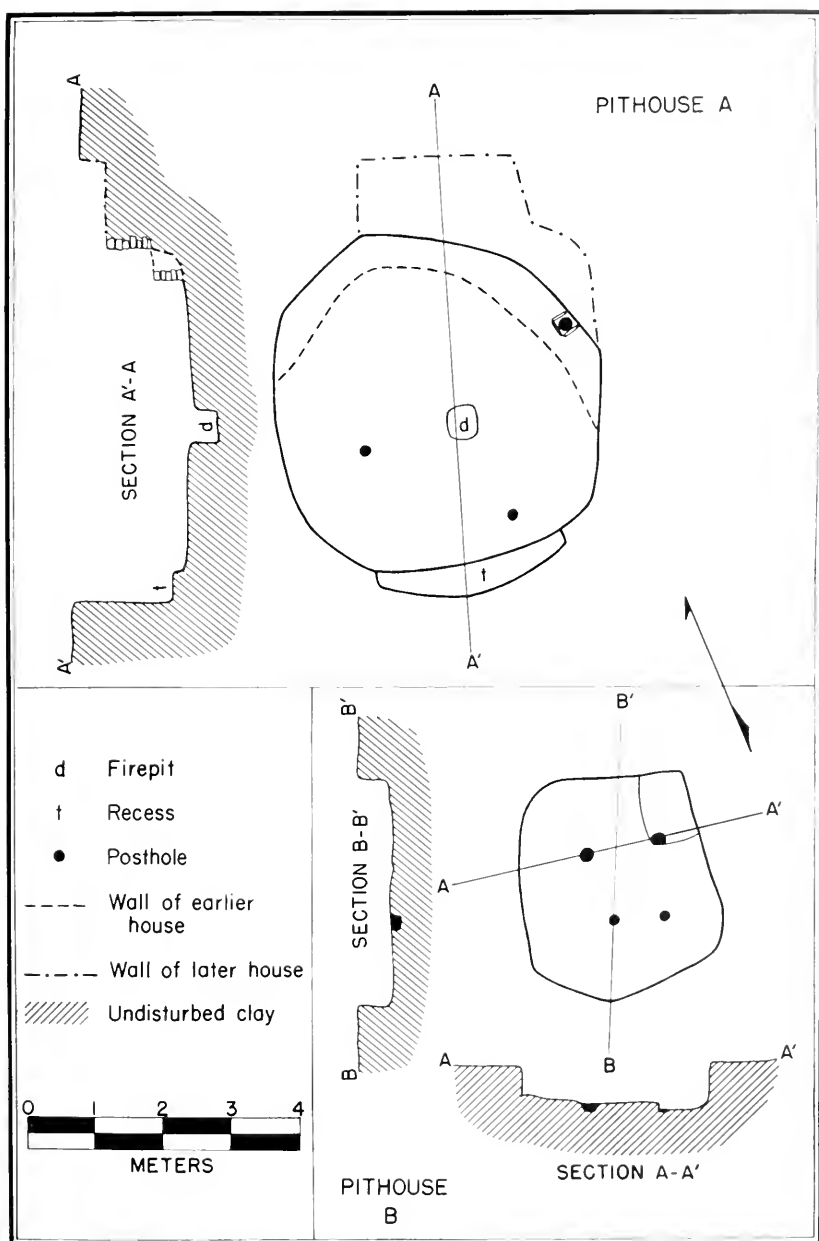 PITHOUSE A
A
A
SECTION A'-A
d
d
t
t
A'
A'
d Firepit
t Recess
Posthole
Wall of earlier
house
Wall of later house
Undisturbed clay
0 1 2 3 4
METERS
B'
B'
SECTION B-B'
A
A'
B
B
A
A'
SECTION A-A'
PITHOUSE
B